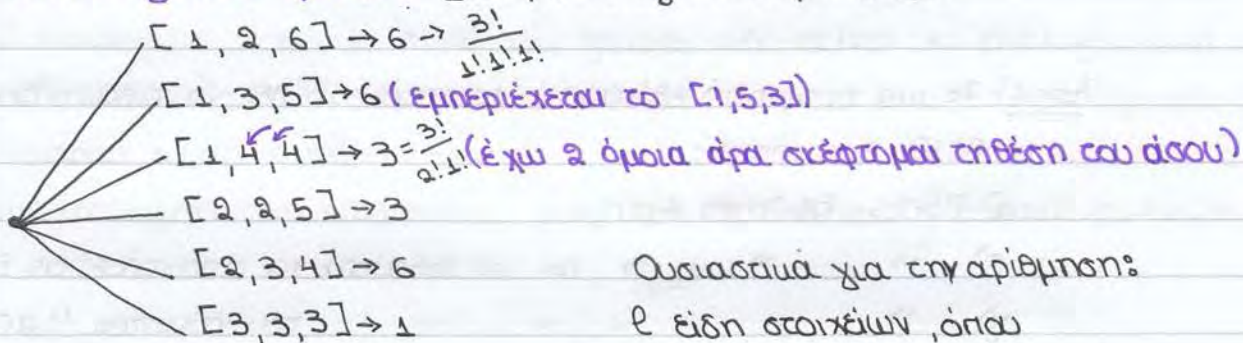 [1, 2, 6] → 6 → 3!/1!1!1!
[1, 3, 5] → 6 (εμπεριέχεται το [1,5,3])
[1, 4, 4] → 3 = 3!/2!1! (έχω 2 όμοια άρα σκέφτομαι τη θέση του άσου)
[2, 2, 5] → 3
[2, 3, 4] → 6 Ουσιαστικά για την αρίθμηση:
[3, 3, 3] → 1 ℓ είδη στοιχείων, όπου